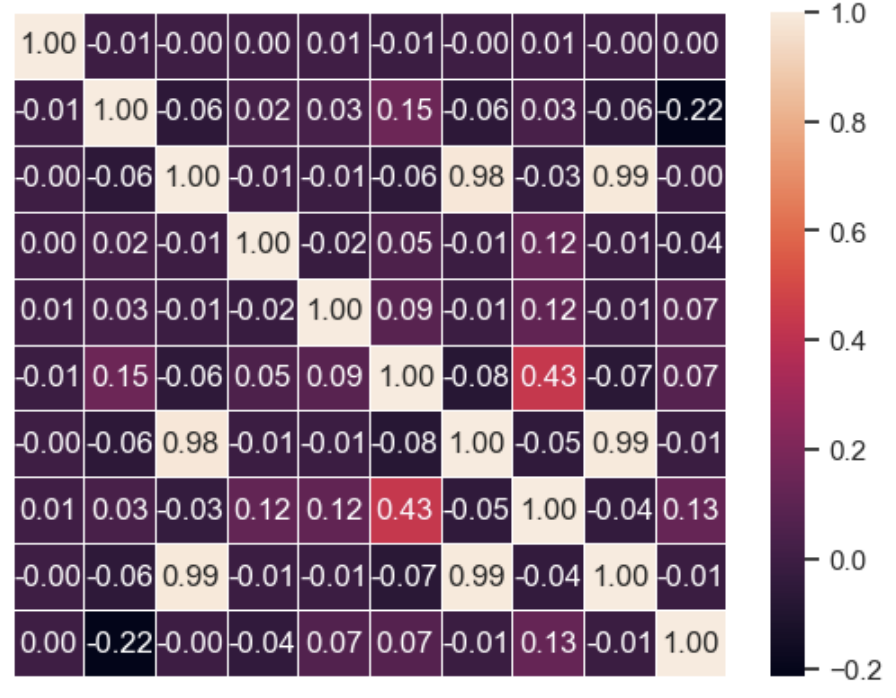 1.00 -0.01 -0.00 0.00 0.01 -0.01 -0.00 0.01 -0.00 0.00
-0.01 1.00 -0.06 0.02 0.03 0.15 -0.06 0.03 -0.06 -0.22
-0.00 -0.06 1.00 -0.01 -0.01 -0.06 0.98 -0.03 0.99 -0.00
0.00 0.02 -0.01 1.00 -0.02 0.05 -0.01 0.12 -0.01 -0.04
0.01 0.03 -0.01 -0.02 1.00 0.09 -0.01 0.12 -0.01 0.07
-0.01 0.15 -0.06 0.05 0.09 1.00 -0.08 0.43 -0.07 0.07
-0.00 -0.06 0.98 -0.01 -0.01 -0.08 1.00 -0.05 0.99 -0.01
0.01 0.03 -0.03 0.12 0.12 0.43 -0.05 1.00 -0.04 0.13
-0.00 -0.06 0.99 -0.01 -0.01 -0.07 0.99 -0.04 1.00 -0.01
0.00 -0.22 -0.00 -0.04 0.07 0.07 -0.01 0.13 -0.01 1.00
1.0
0.8
0.6
0.4
0.2
0.0
−0.2